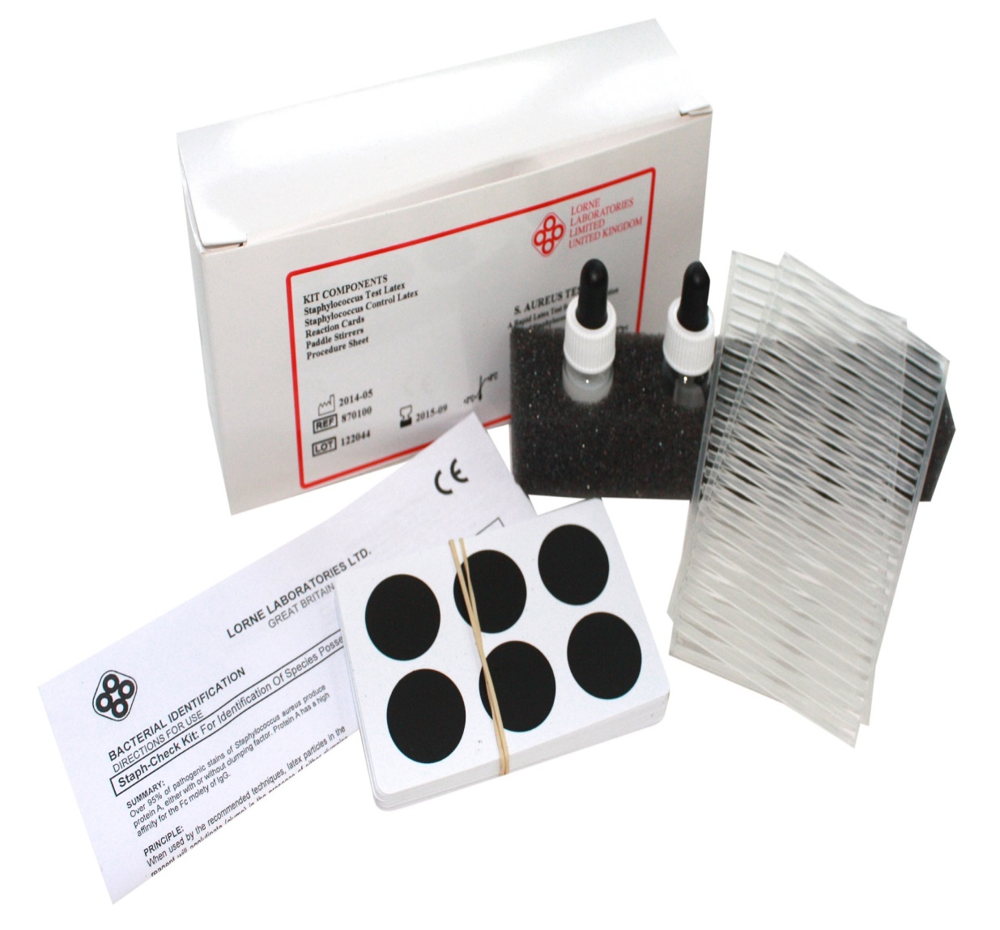 LORNE
LABORATORIES
LIMITED
UNITED KINGDOM
KIT COMPONENTS
Staphylococcus Test Latex
Staphylococcus Control Latex
Reaction Cards
Paddle Stirrers
Procedure Sheet
S. AUREUS TE
A Rapid Latex Test
2014-05
REF 870100
2015-09
LOT 122044
CE
LORNE LABORATORIES LTD.
GREAT BRITAIN
BACTERIAL IDENTIFICATION
DIRECTIONS FOR USE
Staph-Check Kit: For Identification Of Species Posse
SUMMARY:
Over 95% of pathogenic stains of Staphylococcus aureus produce
protein A, either with or without clumping factor. Protein A has a high
affinity for the Fc moiety of IgG.
PRINCIPLE:
When used by the recommended techniques, latex particles in the
reagent will agglutinate (clump) in the presence of either clumping